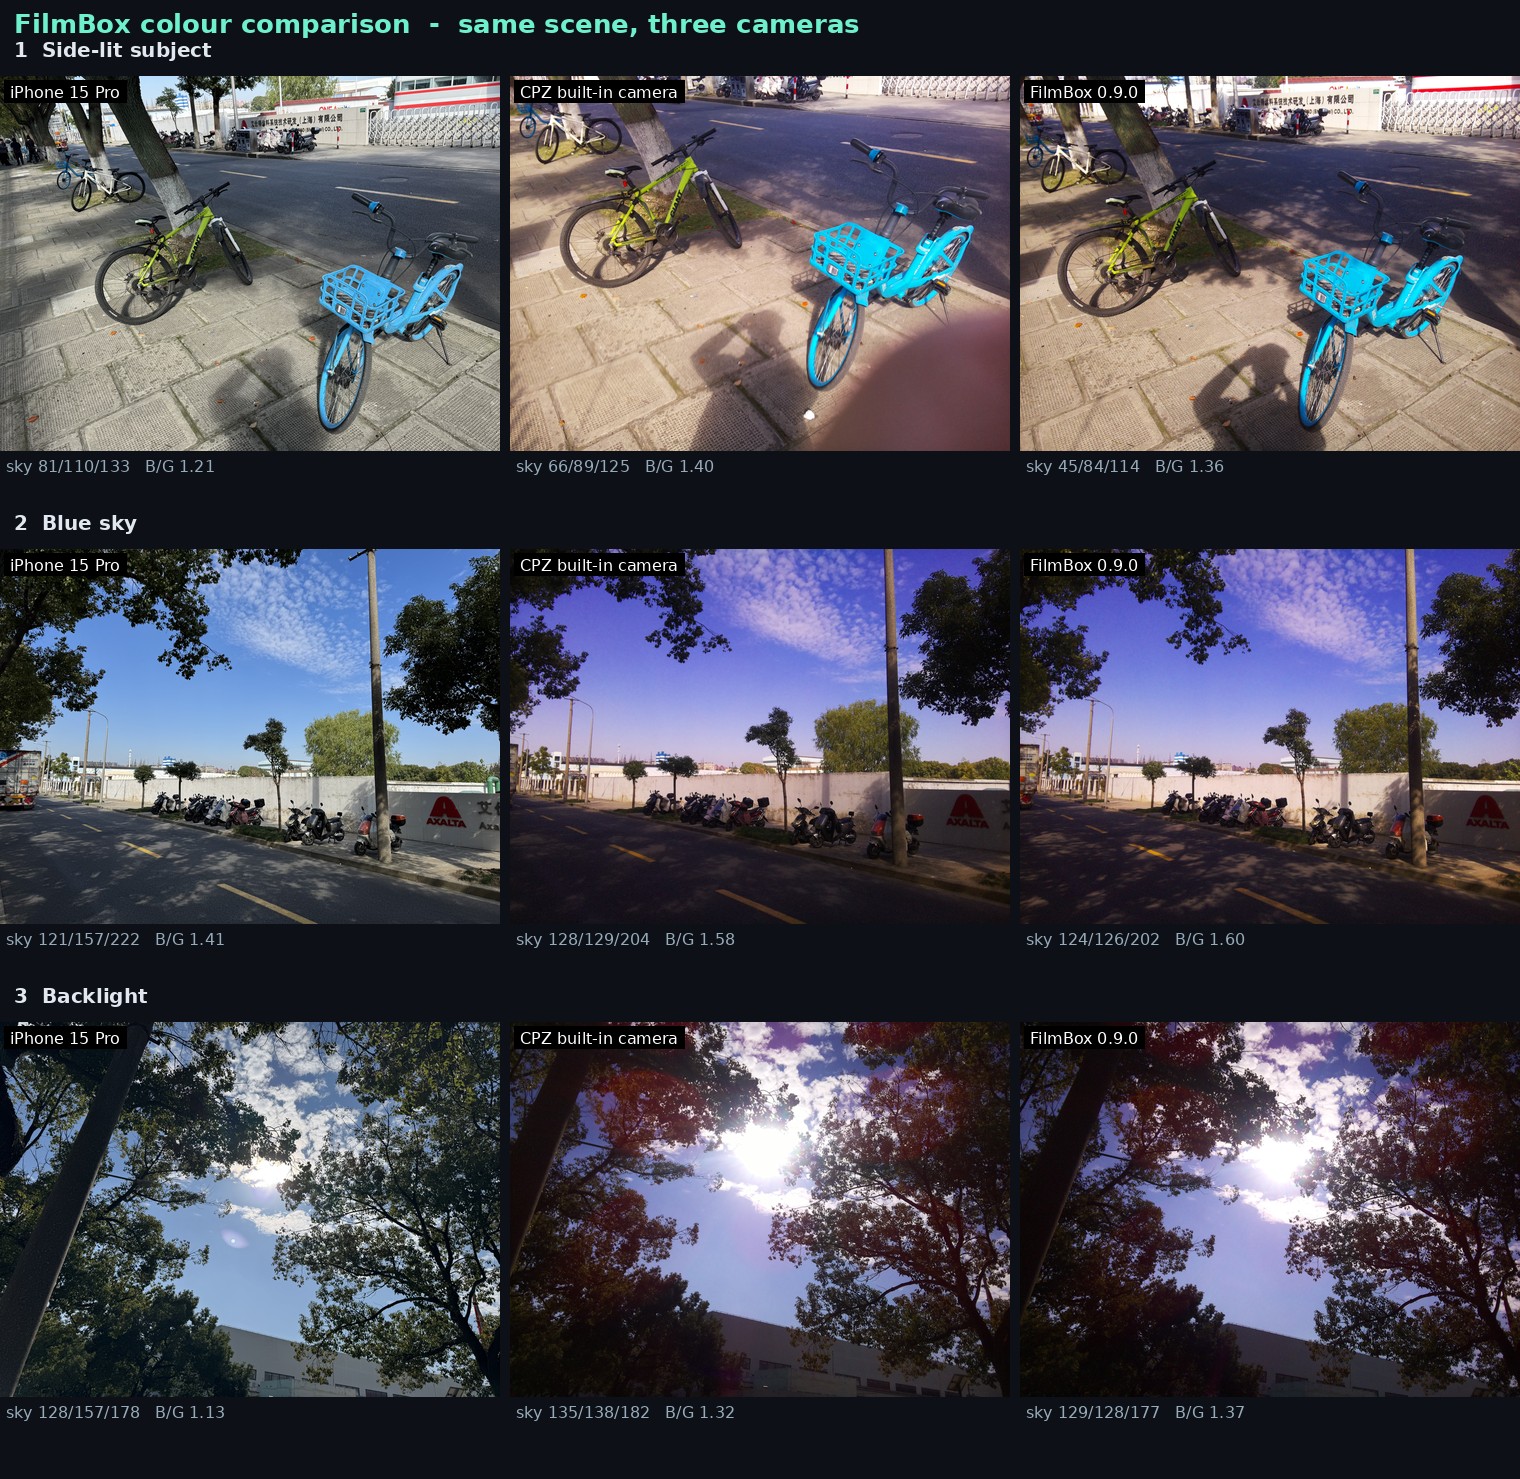 FilmBox colour comparison - same scene, three cameras
1 Side-lit subject
iPhone 15 Pro
CPZ built-in camera
FilmBox 0.9.0
sky 81/110/133 B/G 1.21
sky 66/89/125 B/G 1.40
sky 45/84/114 B/G 1.36
2 Blue sky
iPhone 15 Pro
CPZ built-in camera
FilmBox 0.9.0
AXALTA
AXALTA
AXALTA
sky 121/157/222 B/G 1.41
sky 128/129/204 B/G 1.58
sky 124/126/202 B/G 1.60
3 Backlight
iPhone 15 Pro
CPZ built-in camera
FilmBox 0.9.0
sky 128/157/178 B/G 1.13
sky 135/138/182 B/G 1.32
sky 129/128/177 B/G 1.37